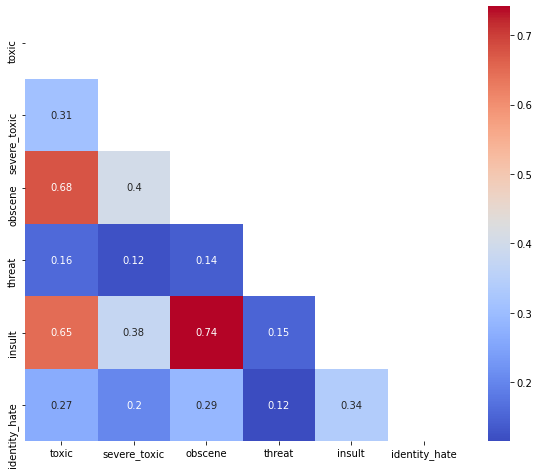 toxic
severe_toxic
0.31
obscene
0.68 0.4
threat
0.16 0.12 0.14
insult
0.65 0.38 0.74 0.15
identity_hate
0.27 0.2 0.29 0.12 0.34
toxic severe_toxic obscene threat insult identity_hate
0.7
0.6
0.5
0.4
0.3
0.2